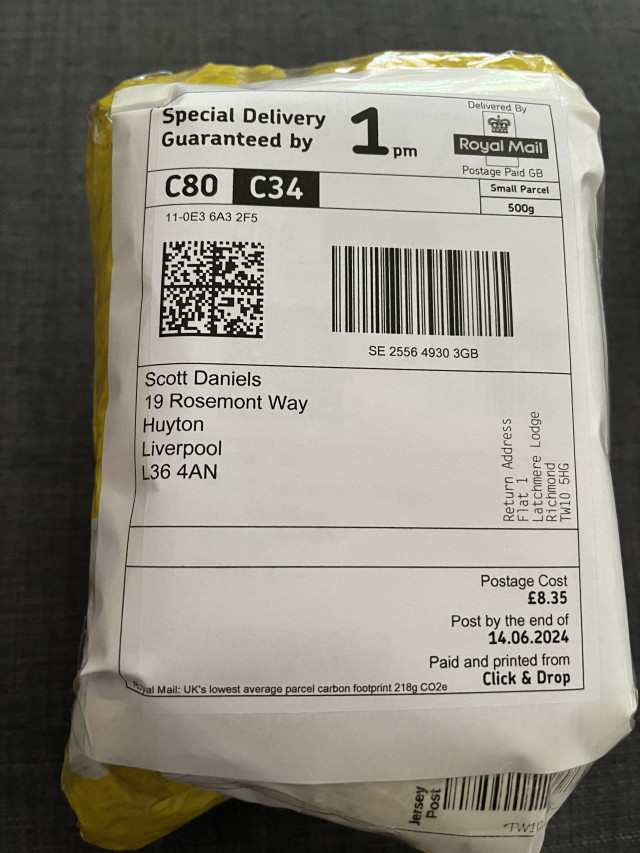 Special Delivery
Guaranteed by
1pm
Delivered By
Royal Mail
Postage Paid GB
C80 C34
Small Parcel
500g
11-0E3 6A3 2F5
SE 2556 4930 3GB
Scott Daniels
19 Rosemont Way
Huyton
Liverpool
L36 4AN
Return Address
Flat 1
Latchmere Lodge
Richmond
TW10 5HG
Postage Cost
£8.35
Post by the end of
14.06.2024
Paid and printed from
Click & Drop
Royal Mail: UK's lowest average parcel carbon footprint 218g CO2e
Jersey
Post